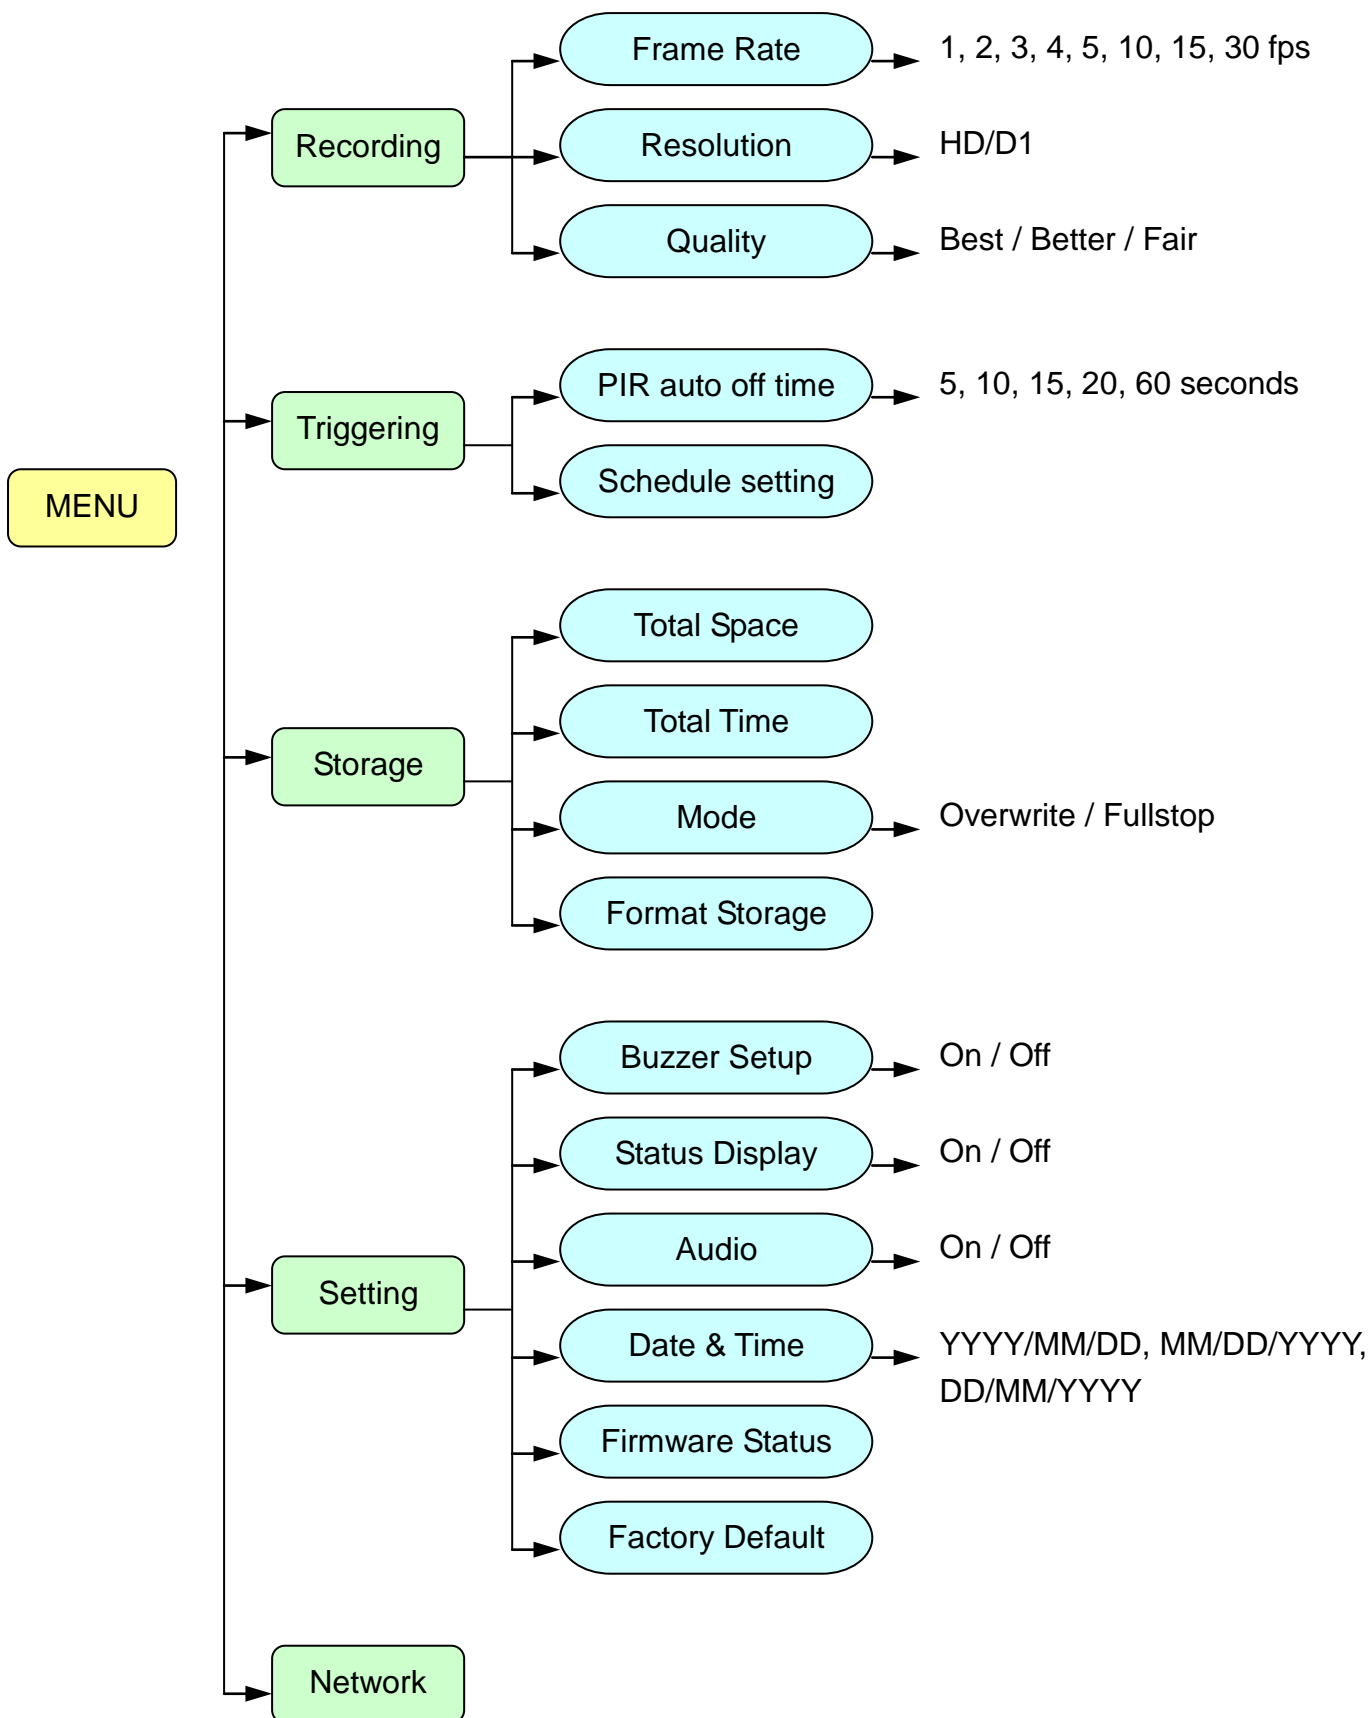 Frame Rate
1, 2, 3, 4, 5, 10, 15, 30 fps
Recording
Resolution
HD/D1
Quality
Best / Better / Fair
PIR auto off time
5, 10, 15, 20, 60 seconds
Triggering
Schedule setting
MENU
Total Space
Total Time
Storage
Mode
Overwrite / Fullstop
Format Storage
Buzzer Setup
On / Off
Status Display
On / Off
Audio
On / Off
Setting
Date & Time
YYYY/MM/DD, MM/DD/YYYY,
DD/MM/YYYY
Firmware Status
Factory Default
Network